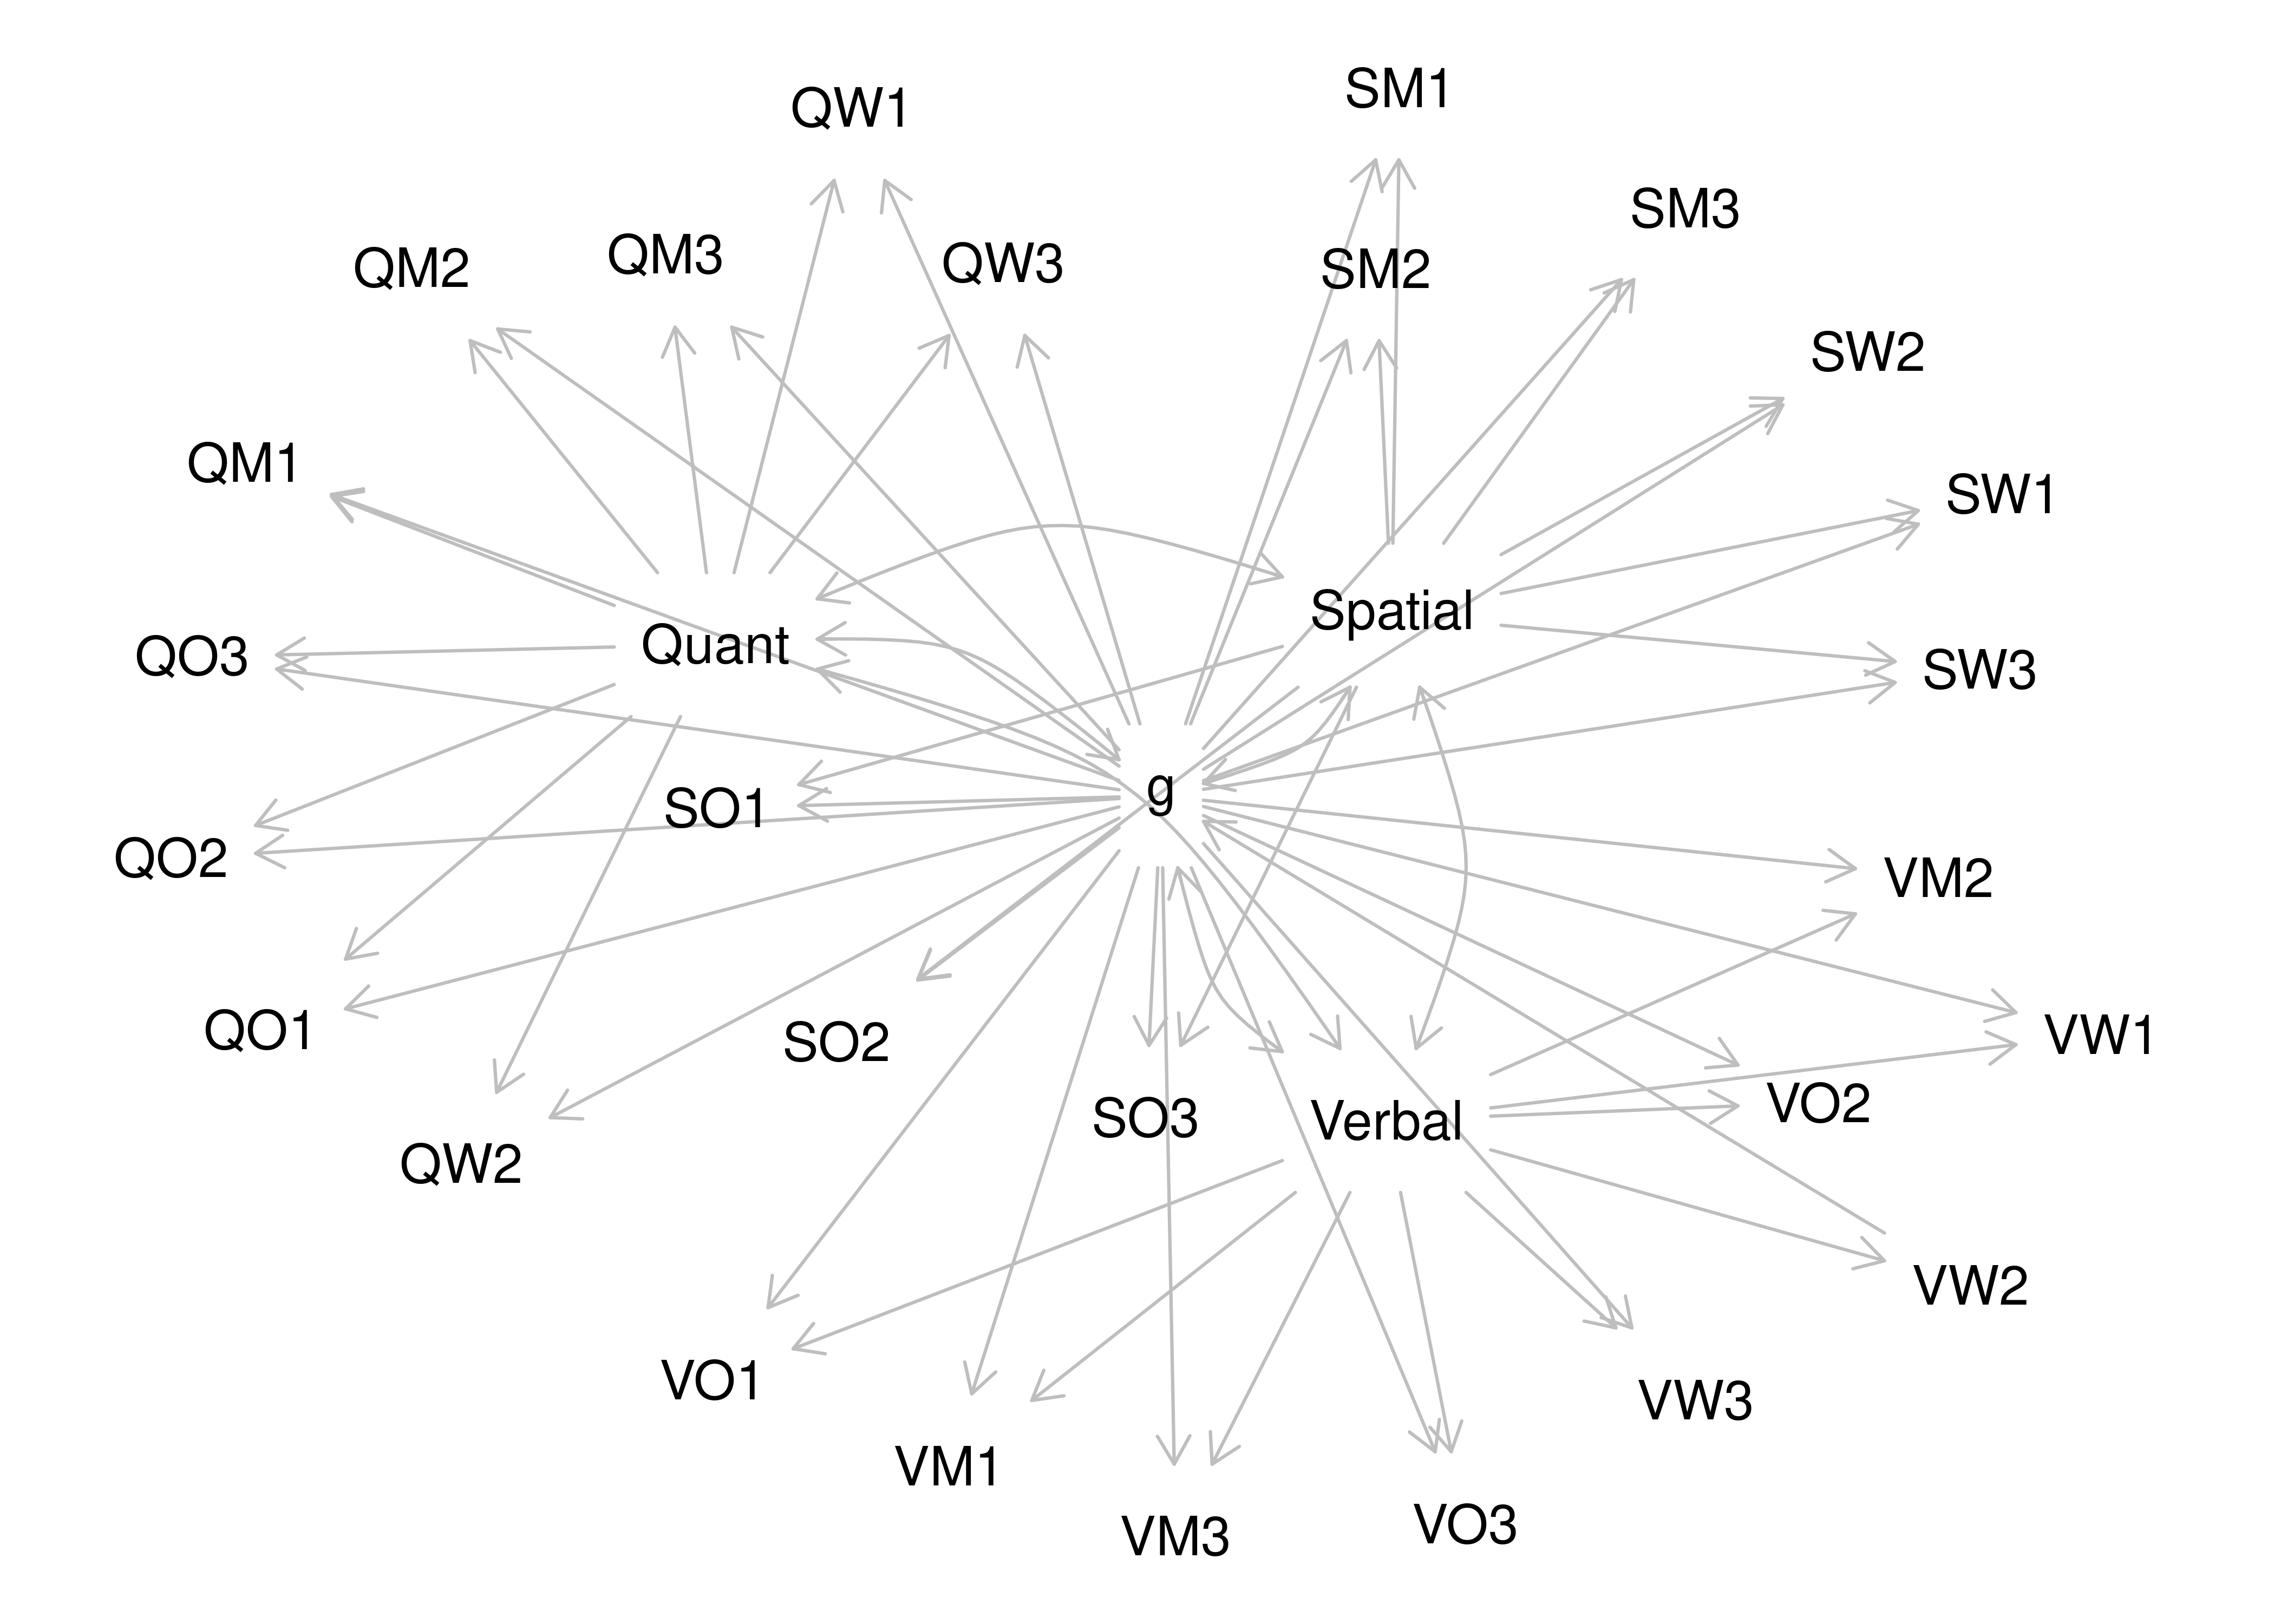 SM1
QW1
SM3
QM3
QW3
QM2
SM2
SW2
QM1
SW1
Spatial
Quant
QO3
SW3
g
SO1
QO2
VM2
QO1
VW1
SO2
VO2
SO3
Verbal
QW2
VW2
VO1
VW3
VM1
VO3
VM3